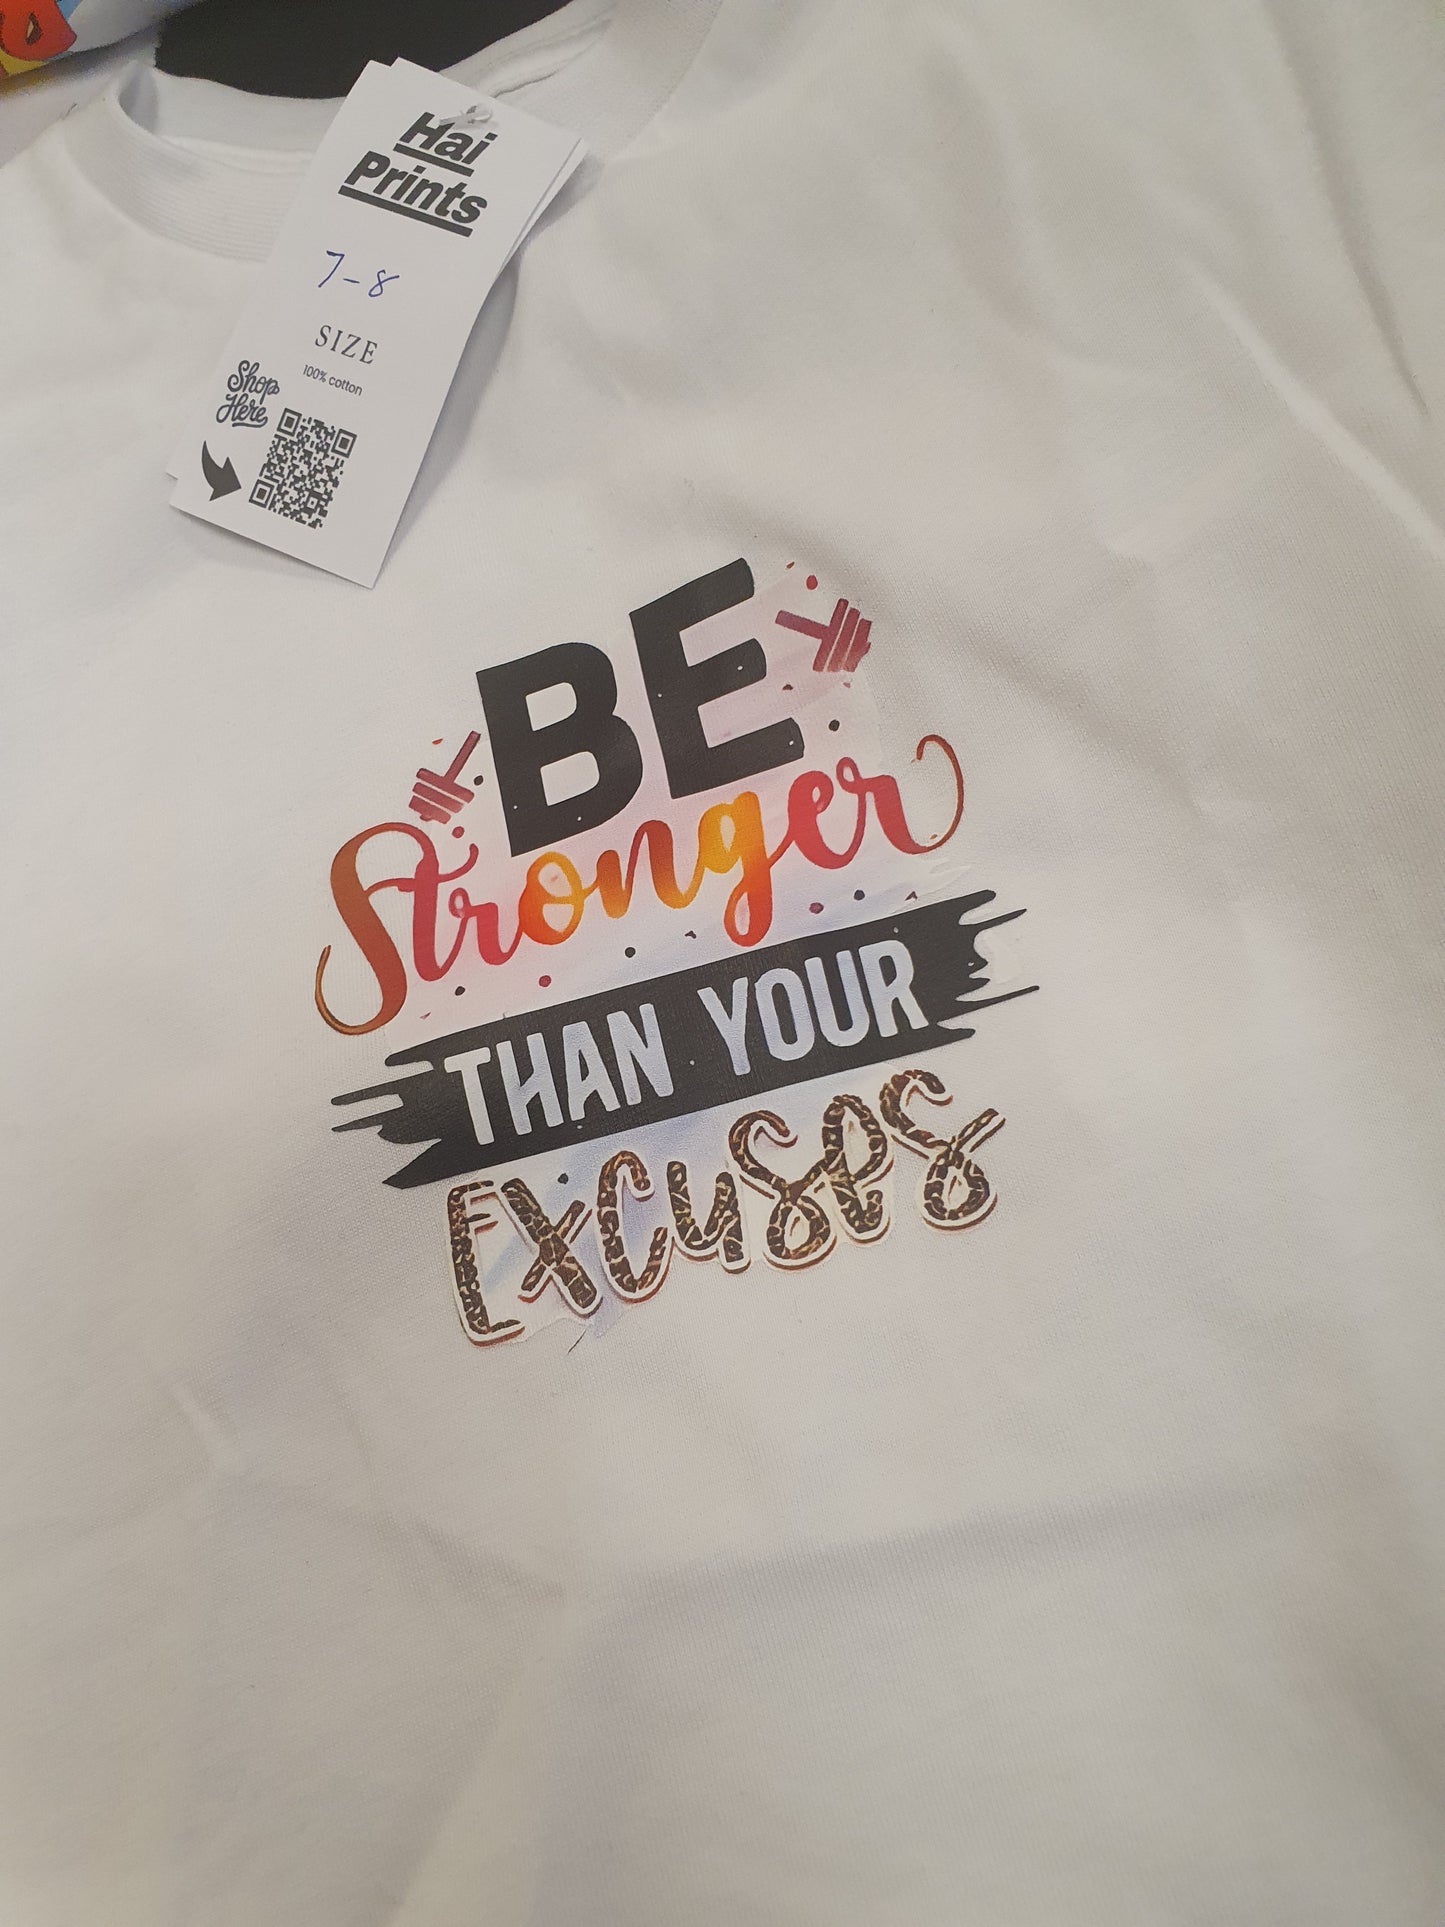 Hai
Prints
7-8
SIZE
100% cotton
Shop
Here
BE
Stronger
THAN YOUR
EXCUSES